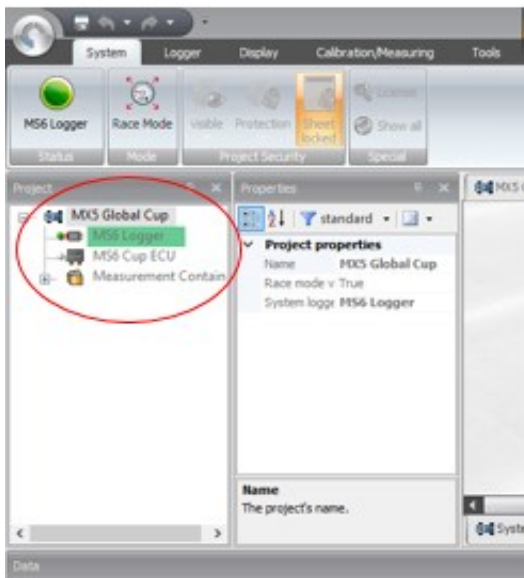 System Logger Display Calibration/Measuring Tools
MS6 Logger Race Mode visible Protection Sheet locked License Show all
Status Mode Project Security Special
Project
Properties
MX5
MX5 Global Cup
MS6 Logger
MS6 Cup ECU
Measurement Contain
standard
Project properties
Name MX5 Global Cup
Race mode v True
System logge MS6 Logger
Name
The project's name.
Syste
Data